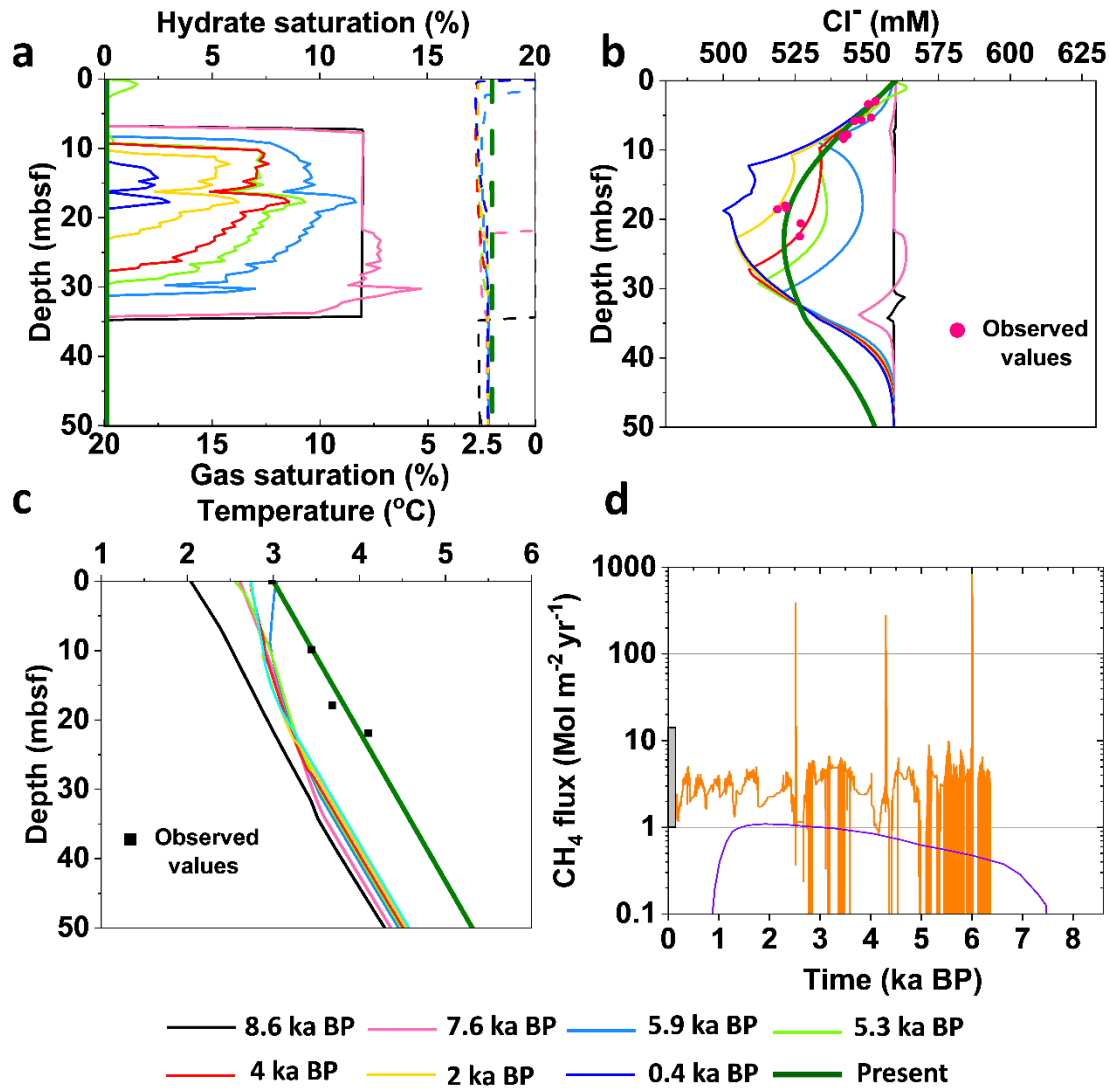 a
Hydrate saturation (%)
0 5 10 15 20
Depth (mbsf)
0
10
20
30
40
50
20 15 10 5 2.5 0
Gas saturation (%)
b
Cl⁻ (mM)
500 525 550 575 600 625
Depth (mbsf)
0
10
20
30
40
50
Observed
values
c
Temperature (°C)
1 2 3 4 5 6
Depth (mbsf)
0
10
20
30
40
50
Observed
values
d
CH₄ flux (Mol m⁻² yr⁻¹)
1000
100
10
1
0.1
0 1 2 3 4 5 6 7 8
Time (ka BP)
8.6 ka BP 7.6 ka BP 5.9 ka BP 5.3 ka BP
4 ka BP 2 ka BP 0.4 ka BP Present